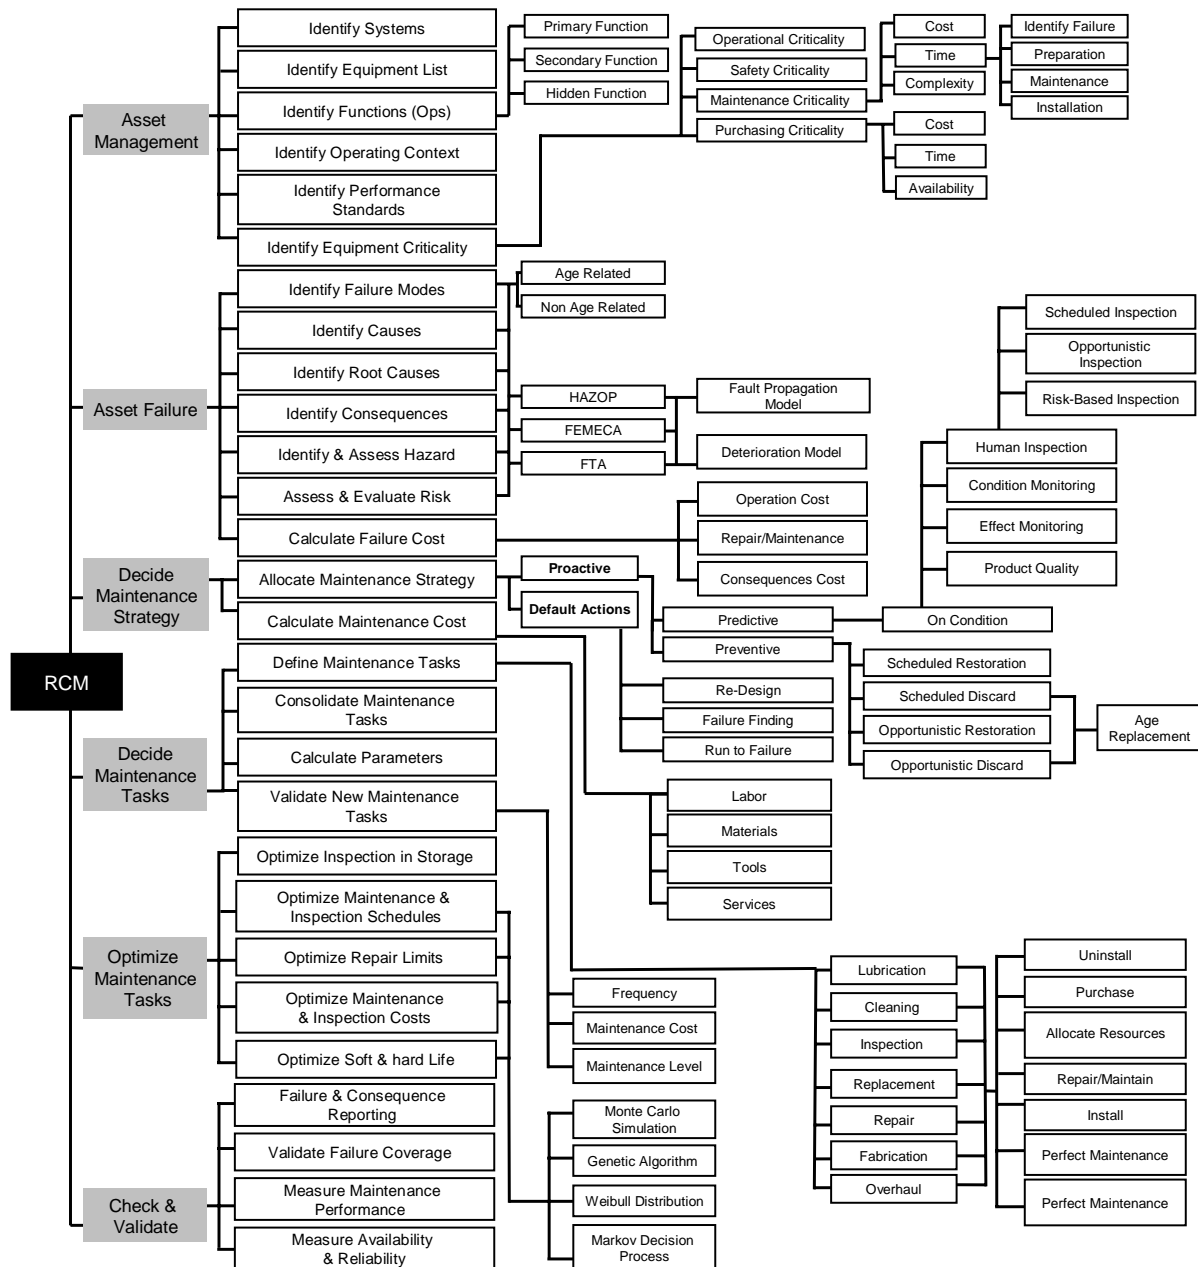 RCM
Asset
Management
Identify Systems
Identify Equipment List
Identify Functions (Ops)
Primary Function
Secondary Function
Hidden Function
Identify Operating Context
Identify Performance
Standards
Identify Equipment Criticality
Operational Criticality
Safety Criticality
Maintenance Criticality
Cost
Time
Identify Failure
Preparation
Maintenance
Installation
Complexity
Purchasing Criticality
Cost
Time
Availability
Asset Failure
Identify Failure Modes
Age Related
Non Age Related
Identify Causes
Identify Root Causes
Identify Consequences
Identify & Assess Hazard
Assess & Evaluate Risk
HAZOP
FEMECA
FTA
Fault Propagation
Model
Deterioration Model
Calculate Failure Cost
Operation Cost
Repair/Maintenance
Consequences Cost
Decide
Maintenance
Strategy
Allocate Maintenance Strategy
Proactive
Default Actions
Predictive
On Condition
Human Inspection
Scheduled Inspection
Opportunistic
Inspection
Risk-Based Inspection
Condition Monitoring
Effect Monitoring
Product Quality
Preventive
Scheduled Restoration
Scheduled Discard
Opportunistic Restoration
Opportunistic Discard
Age
Replacement
Re-Design
Failure Finding
Run to Failure
Calculate Maintenance Cost
Labor
Materials
Tools
Services
Decide
Maintenance
Tasks
Define Maintenance Tasks
Lubrication
Cleaning
Inspection
Replacement
Repair
Fabrication
Overhaul
Uninstall
Purchase
Allocate Resources
Repair/Maintain
Install
Perfect Maintenance
Perfect Maintenance
Consolidate Maintenance
Tasks
Calculate Parameters
Validate New Maintenance
Tasks
Frequency
Maintenance Cost
Maintenance Level
Optimize
Maintenance
Tasks
Optimize Inspection in Storage
Optimize Maintenance &
Inspection Schedules
Optimize Repair Limits
Optimize Maintenance
& Inspection Costs
Optimize Soft & hard Life
Monte Carlo
Simulation
Genetic Algorithm
Weibull Distribution
Markov Decision
Process
Check &
Validate
Failure & Consequence
Reporting
Validate Failure Coverage
Measure Maintenance
Performance
Measure Availability
& Reliability